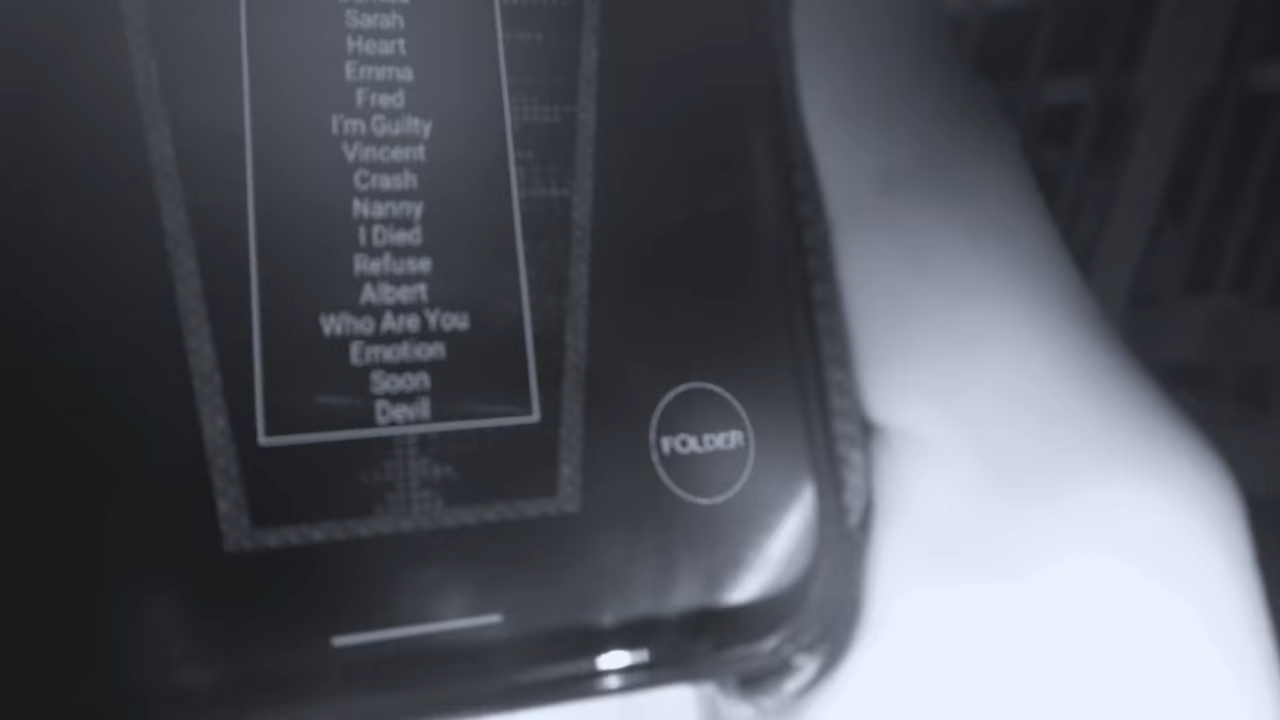 Sarah
Heart
Emma
Fred
I'm Guilty
Vincent
Crash
Nanny
I Died
Refuse
Albert
Who Are You
Emotion
Soon
Devil
FOLDER